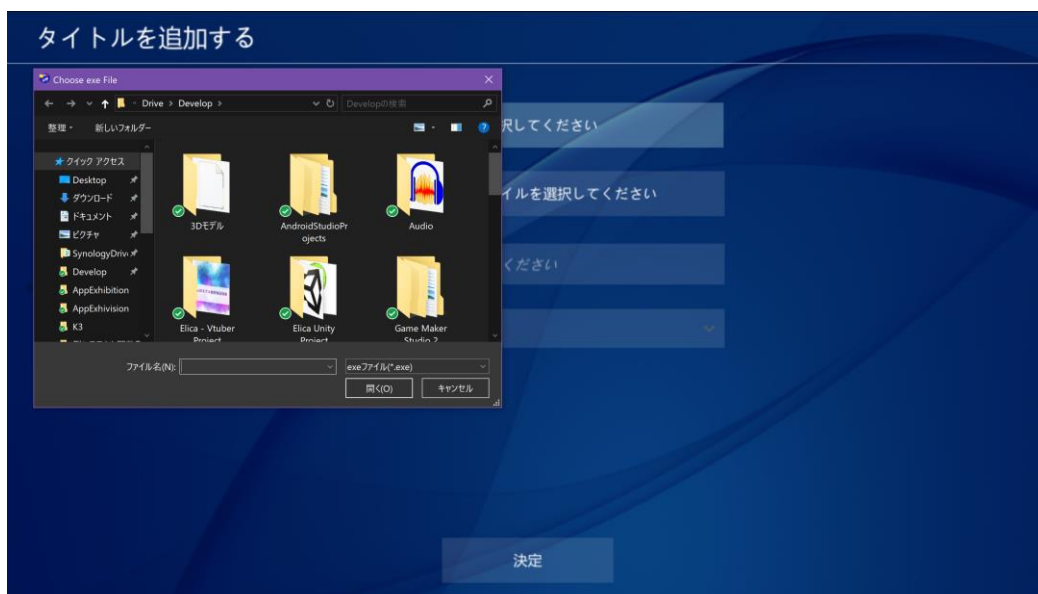 タイトルを追加する
Choose exe File
Drive › Develop ›
Developの検索
整理
新しいフォルダー
択してください
クイック アクセス
Desktop
ダウンロード
ドキュメント
ピクチャ
SynologyDriv
Develop
AppExhibition
AppExhivision
K3
3Dモデル
AndroidStudioPr
ojects
Audio
イルを選択してください
ください
Elica - Vtuber
Project
Elica Unity
Project
Game Maker
Studio 2
ファイル名(N):
exeファイル(*.exe)
開く(O)
キャンセル
決定